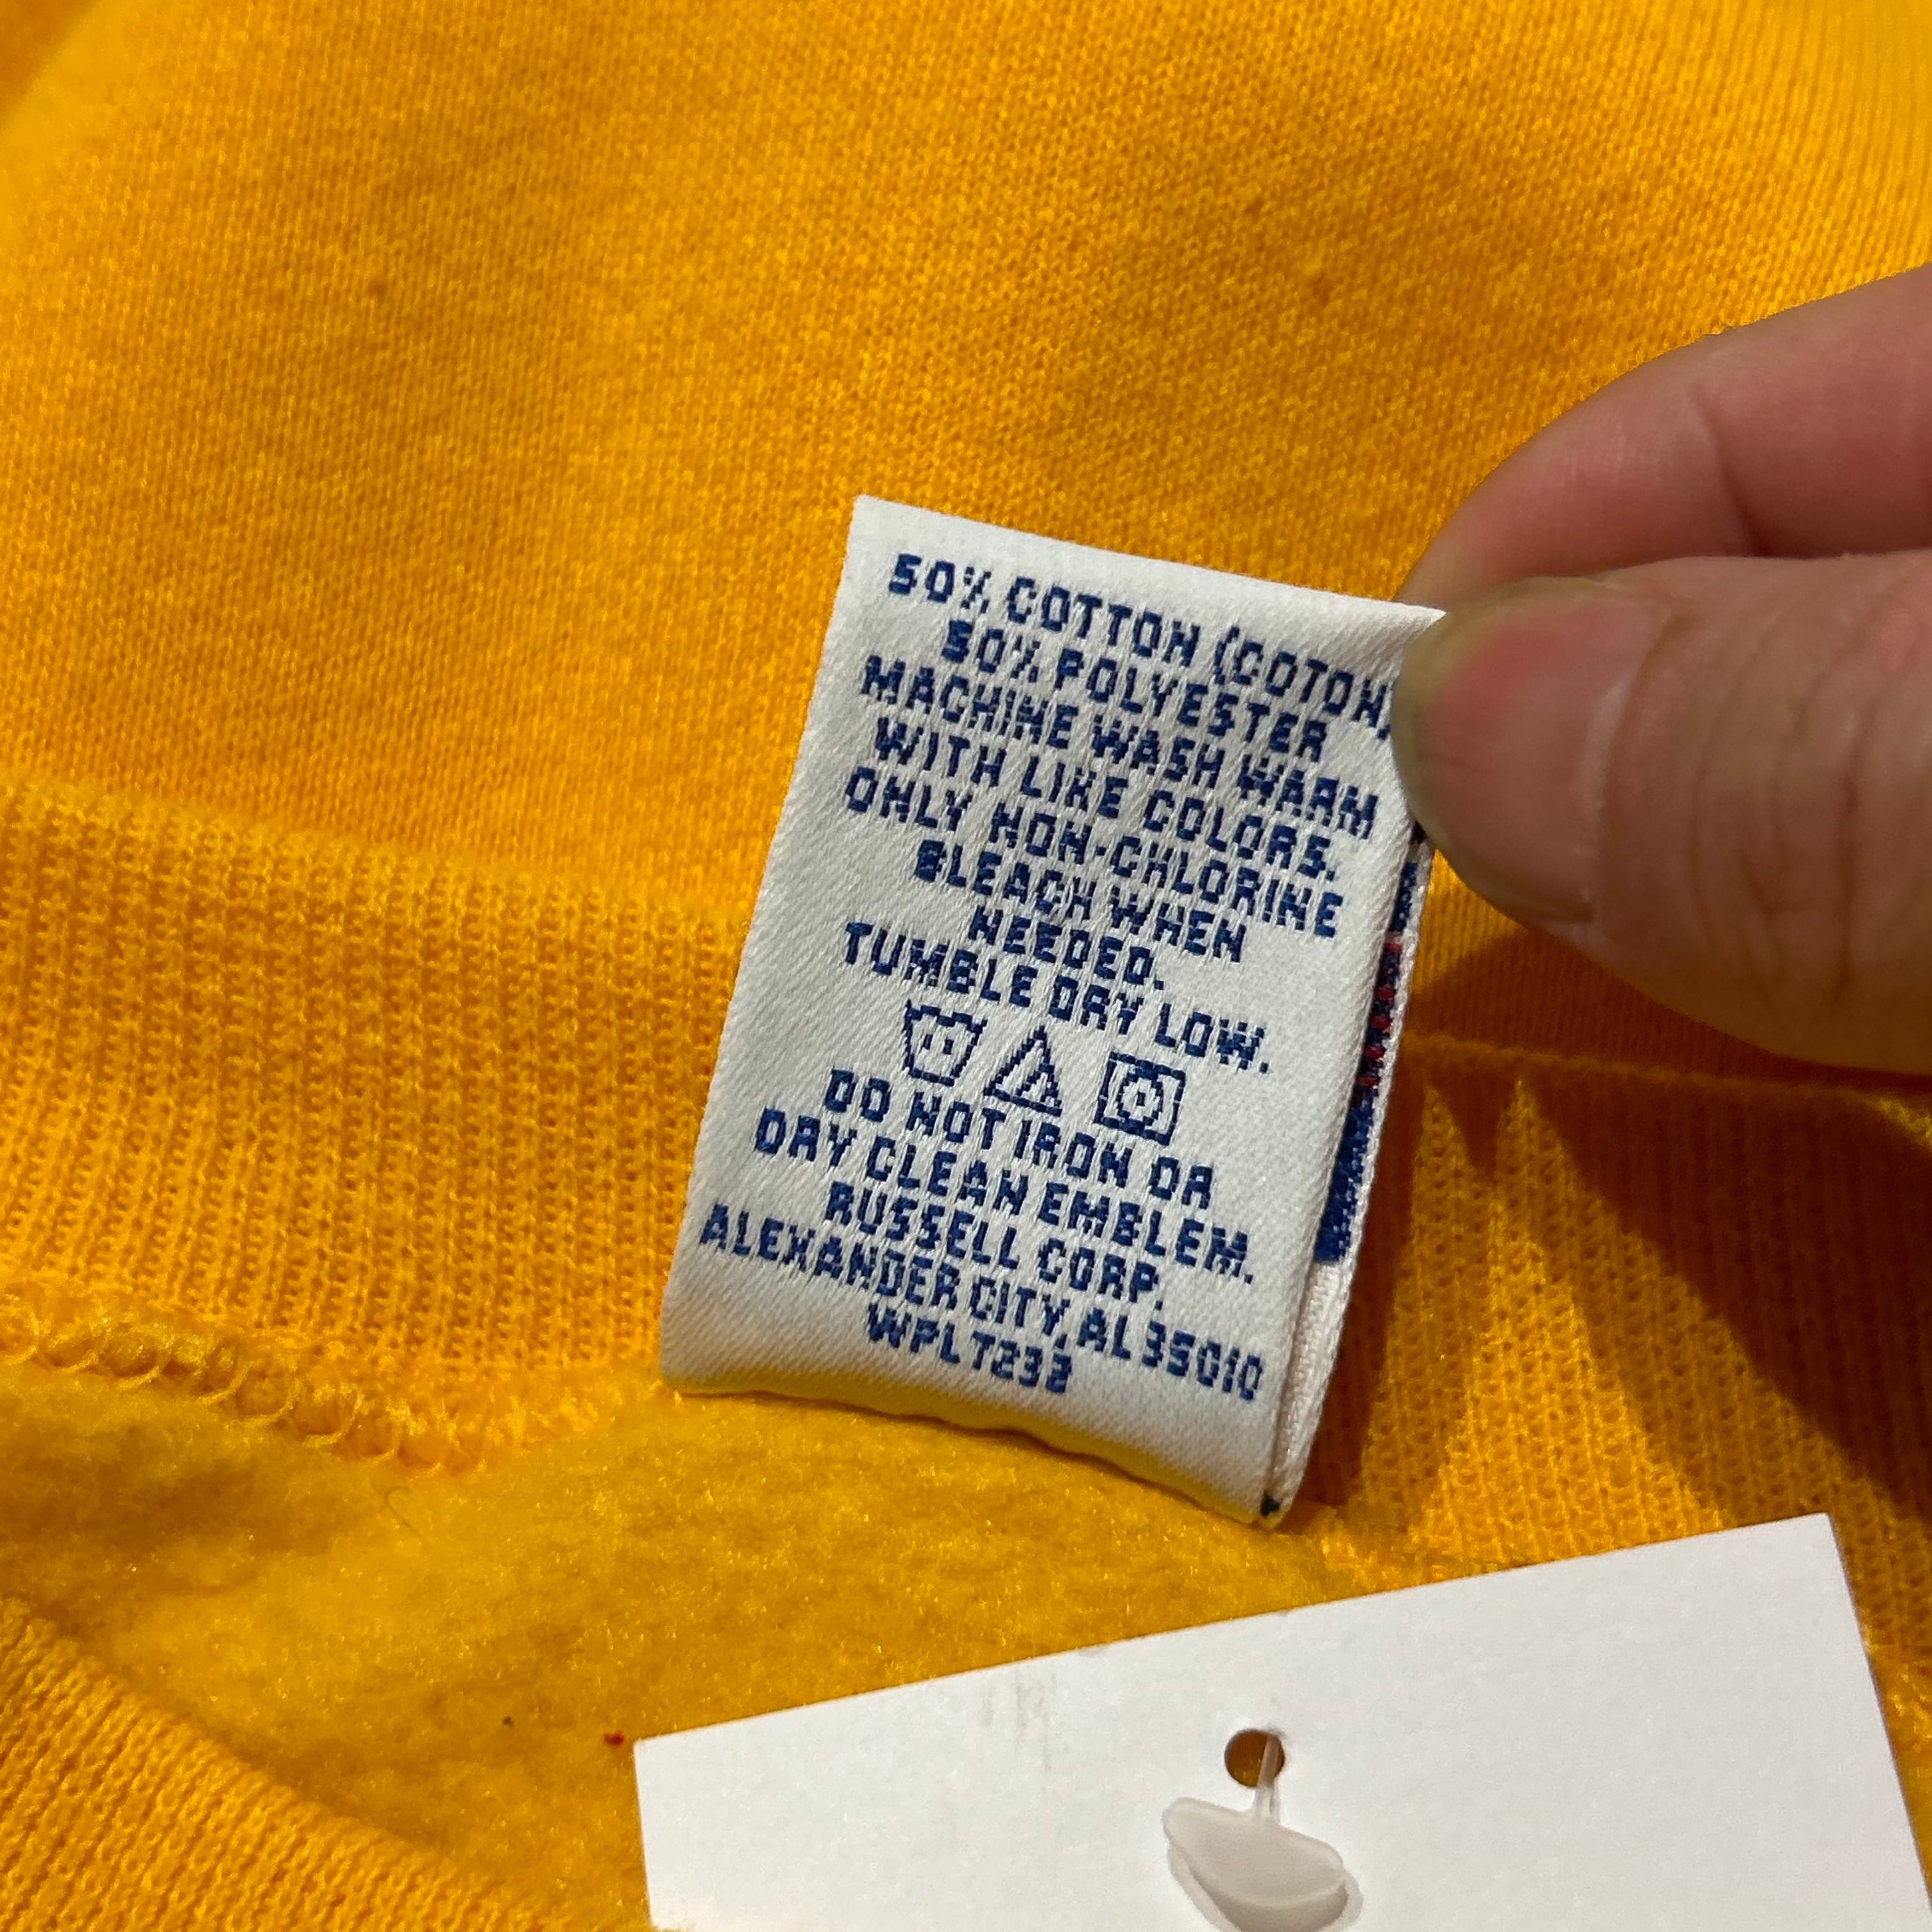 50% COTTON (COTON)
50% POLYESTER
MACHINE WASH WARM
WITH LIKE COLORS.
ONLY NON-CHLORINE
BLEACH WHEN
NEEDED.
TUMBLE DRY LOW.
DO NOT IRON OR
DRY CLEAN EMBLEM.
RUSSELL CORP.
ALEXANDER CITY, AL 35010
WPL 7233